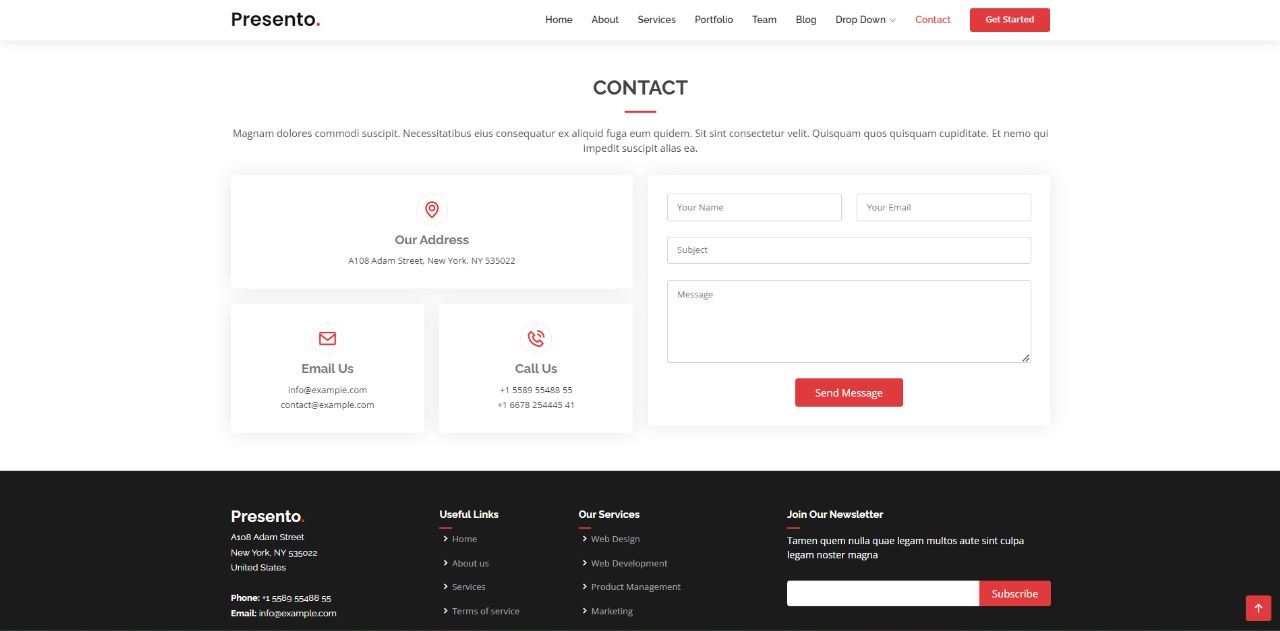 Presento.
Home About Services Portfolio Team Blog Drop Down Contact Get Started
CONTACT
Magnam dolores commodi suscipit. Necessitatibus eius consequatur ex aliquid fuga eum quidem. Sit sint consectetur velit. Quisquam quos quisquam cupiditate. Et nemo qui
impedit suscipit alias ea.
Our Address
A108 Adam Street, New York, NY 535022
Email Us
info@example.com
contact@example.com
Call Us
+1 5589 55488 55
+1 6678 254445 41
Your Name
Your Email
Subject
Message
Send Message
Presento.
A108 Adam Street
New York, NY 535022
United States
Phone: +1 5589 55488 55
Email: info@example.com
Useful Links
Home
About us
Services
Terms of service
Our Services
Web Design
Web Development
Product Management
Marketing
Join Our Newsletter
Tamen quem nulla quae legam multos aute sint culpa
legam noster magna
Subscribe